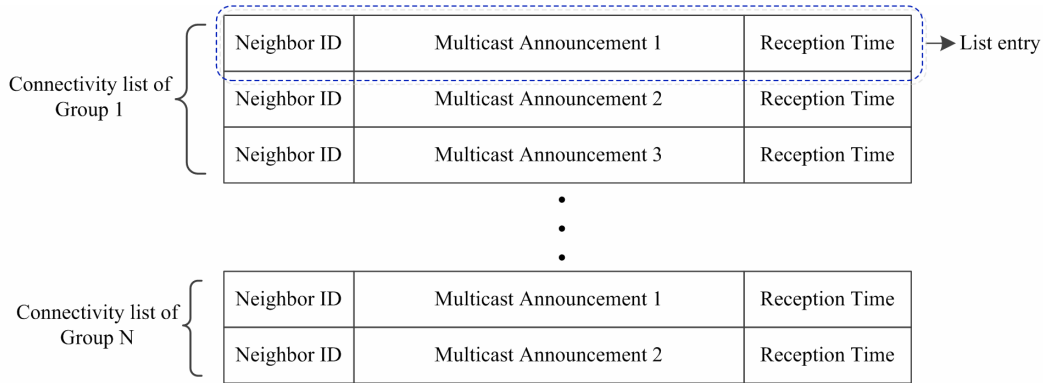 Neighbor ID Multicast Announcement 1 Reception Time
List entry
Connectivity list of
Group 1
Neighbor ID Multicast Announcement 2 Reception Time
Neighbor ID Multicast Announcement 3 Reception Time
Connectivity list of
Group N
Neighbor ID Multicast Announcement 1 Reception Time
Neighbor ID Multicast Announcement 2 Reception Time